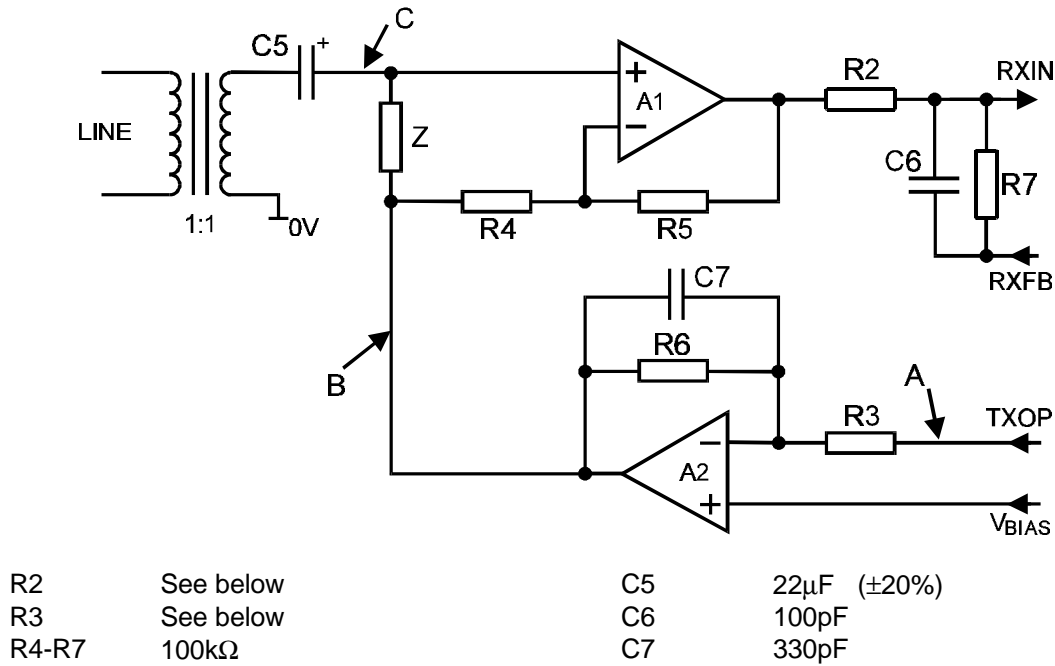 C
C5 +
R2 RXIN
A1
LINE Z
C6 R7
R4 R5
1:1 0V
RXFB
C7
R6
B A
R3 TXOP
A2
VBIAS
R2 See below C5 22µF (±20%)
R3 See below C6 100pF
R4-R7 100kΩ C7 330pF